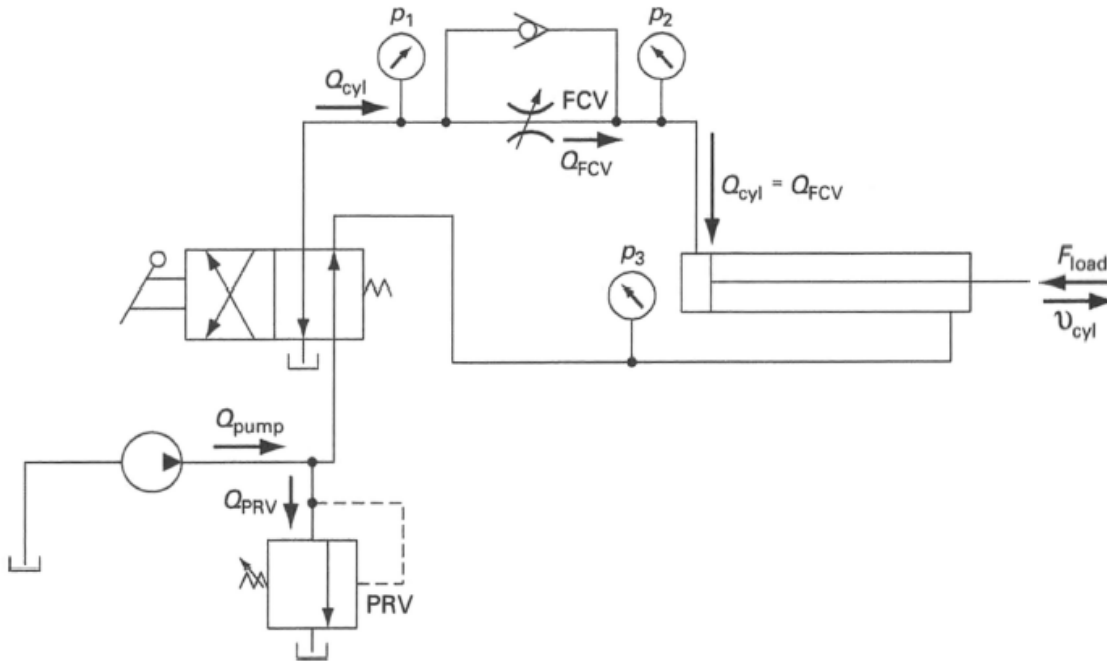 p1
p2
Qcyl
FCV
QFCV
Qcyl = QFCV
p3
Fload
υcyl
Qpump
QPRV
PRV